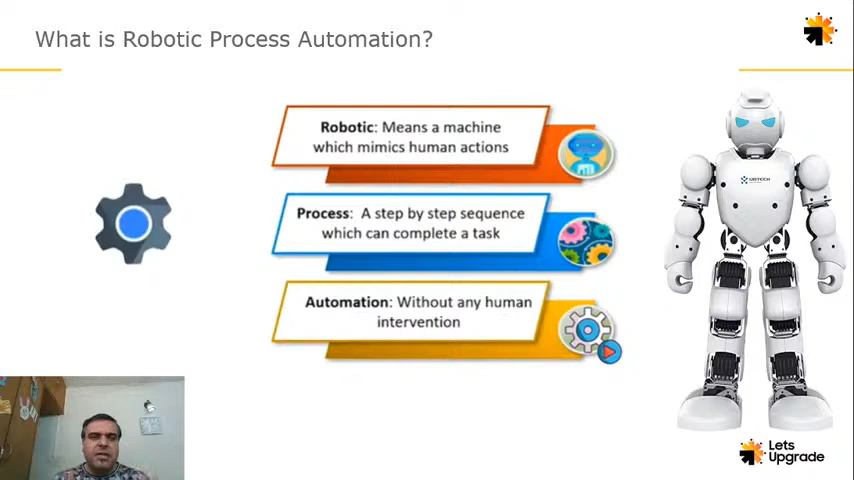 What is Robotic Process Automation?
Robotic: Means a machine
which mimics human actions
Process: A step by step sequence
which can complete a task
Automation: Without any human
intervention
UBTECH
Lets
Upgrade